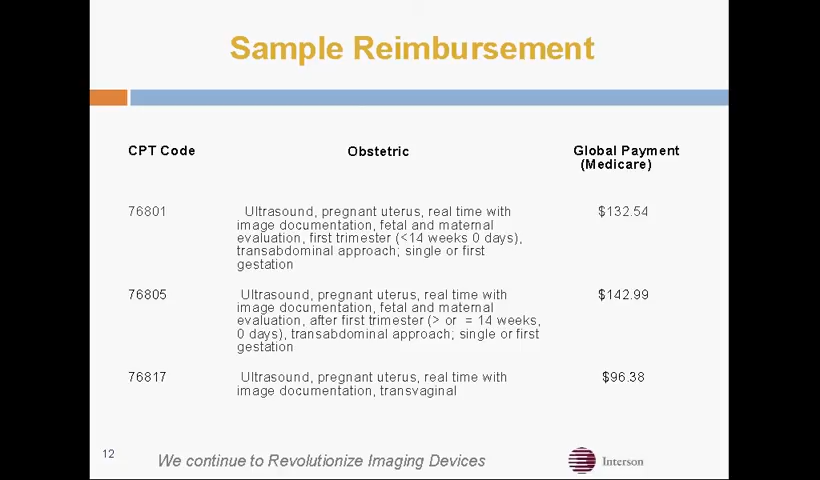 Sample Reimbursement
CPT Code Obstetric Global Payment
(Medicare)
76801 Ultrasound, pregnant uterus, real time with $132.54
image documentation, fetal and maternal
evaluation, first trimester (<14 weeks 0 days),
transabdominal approach; single or first
gestation
76805 Ultrasound, pregnant uterus, real time with $142.99
image documentation, fetal and maternal
evaluation, after first trimester (> or = 14 weeks,
0 days), transabdominal approach; single or first
gestation
76817 Ultrasound, pregnant uterus, real time with $96.38
image documentation, transvaginal
12 We continue to Revolutionize Imaging Devices Interson